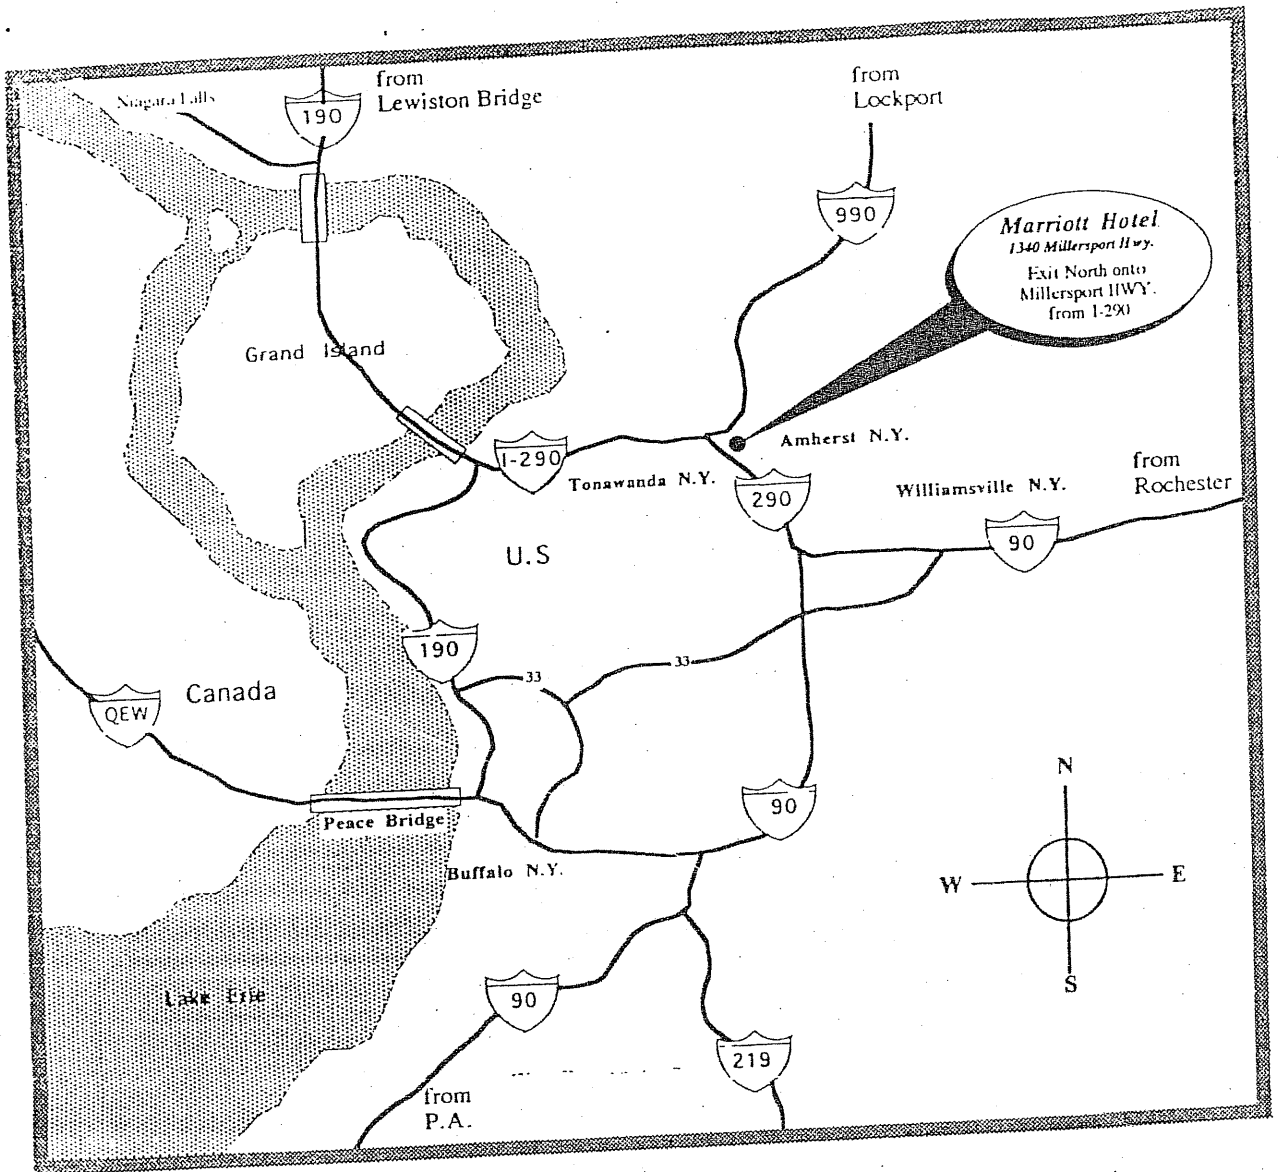 from
Lewiston Bridge
190
from
Lockport
990
Marriott Hotel
1340 Millersport Hwy.
Exit North onto
Millersport HWY.
from I-290
Grand Island
I-290
Tonawanda N.Y.
Amherst N.Y.
290
Williamsville N.Y.
from
Rochester
90
U.S
190
33
33
Canada
QEW
Peace Bridge
90
Buffalo N.Y.
N
W
E
S
Lake Erie
90
219
from
P.A.